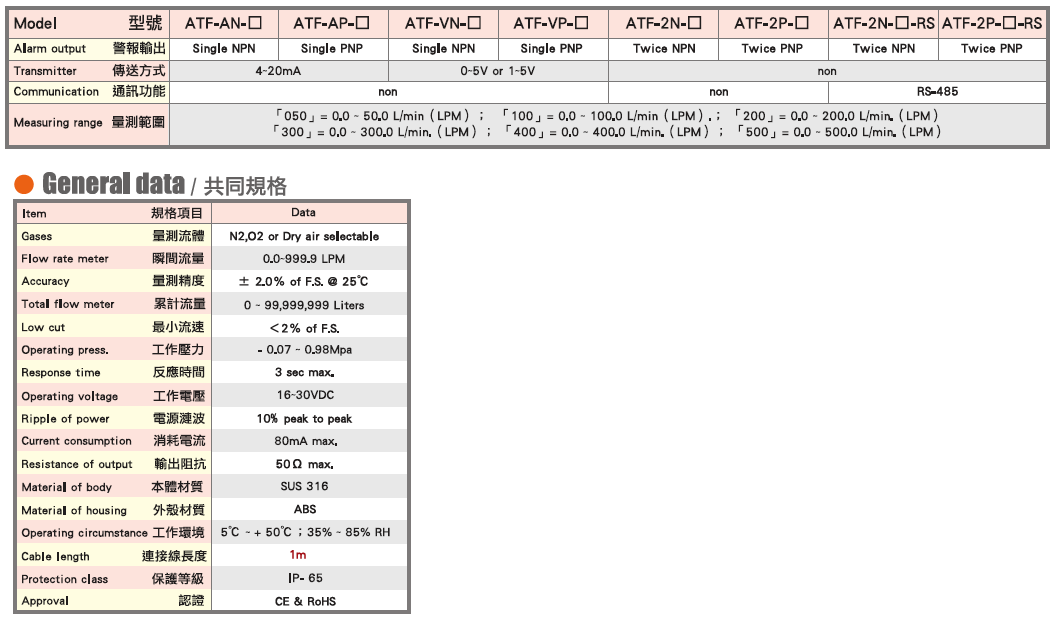 Model 型號 ATF-AN-□ ATF-AP-□ ATF-VN-□ ATF-VP-□ ATF-2N-□ ATF-2P-□ ATF-2N-□-RS ATF-2P-□-RS
Alarm output 警報輸出 Single NPN Single PNP Single NPN Single PNP Twice NPN Twice PNP Twice NPN Twice PNP
Transmitter 傳送方式 4~20mA 0~5V or 1~5V non
Communication 通訊功能 non non RS-485
Measuring range 量測範圍 「050」= 0.0 ~ 50.0 L/min ( LPM ) ; 「100」= 0.0 ~ 100.0 L/min ( LPM ) . ; 「200」= 0.0 ~ 200.0 L/min. ( LPM )
「300」= 0.0 ~ 300.0 L/min. ( LPM ) ; 「400」= 0.0 ~ 400.0 L/min. ( LPM ) ; 「500」= 0.0 ~ 500.0 L/min. ( LPM )
General data / 共同規格
Item 規格項目 Data
Gases 量測流體 N2,O2 or Dry air selectable
Flow rate meter 瞬間流量 0.0~999.9 LPM
Accuracy 量測精度 ± 2.0% of F.S. @ 25℃
Total flow meter 累計流量 0 ~ 99,999,999 Liters
Low cut 最小流速 <2% of F.S.
Operating press. 工作壓力 - 0.07 ~ 0.98Mpa
Response time 反應時間 3 sec max.
Operating voltage 工作電壓 16~30VDC
Ripple of power 電源漣波 10% peak to peak
Current consumption 消耗電流 80mA max.
Resistance of output 輸出阻抗 50Ω max.
Material of body 本體材質 SUS 316
Material of housing 外殼材質 ABS
Operating circumstance 工作環境 5℃ ~ + 50℃ ; 35% ~ 85% RH
Cable length 連接線長度 1m
Protection class 保護等級 IP- 65
Approval 認證 CE & RoHS